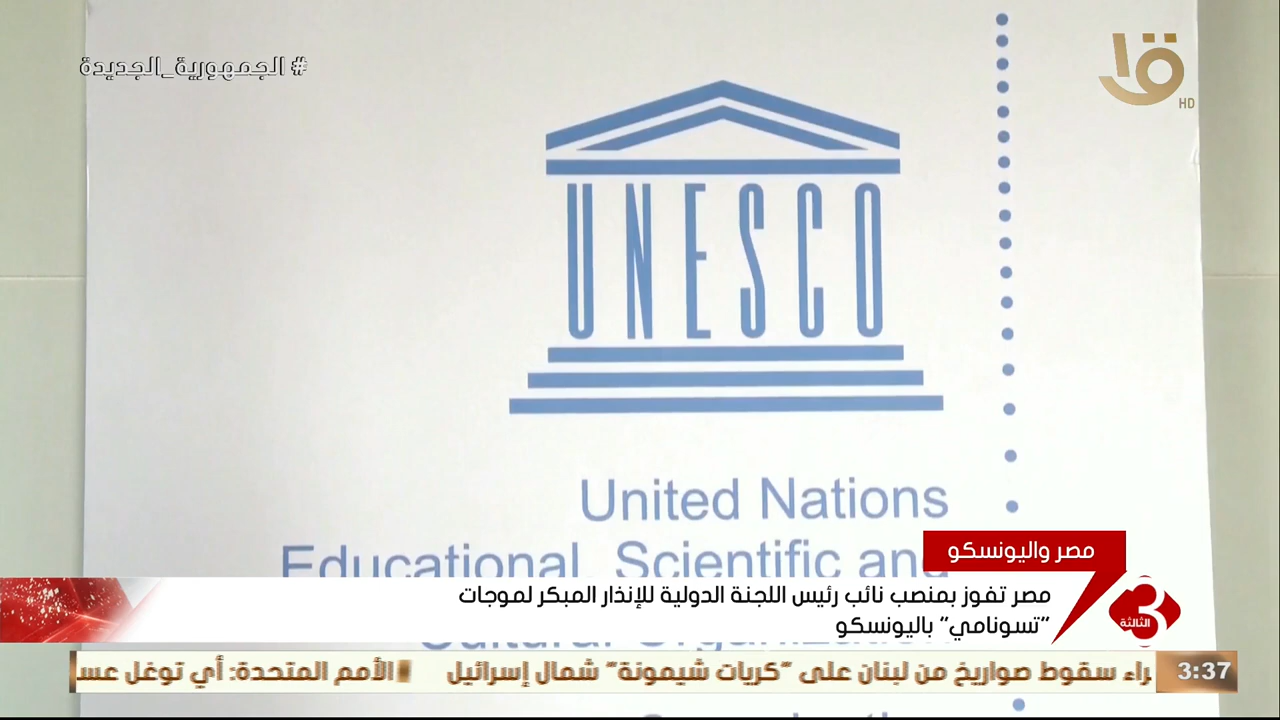 # الجمهورية_الجديدة
HD
UNESCO
United Nations
Educational, Scientific and
مصر واليونسكو
مصر تفوز بمنصب نائب رئيس اللجنة الدولية للإنذار المبكر لموجات
"تسونامي" باليونسكو
3
الثالثة
سقوط صواريخ من لبنان على "كريات شيمونة" شمال إسرائيل
الأمم المتحدة: أي توغل
3:37